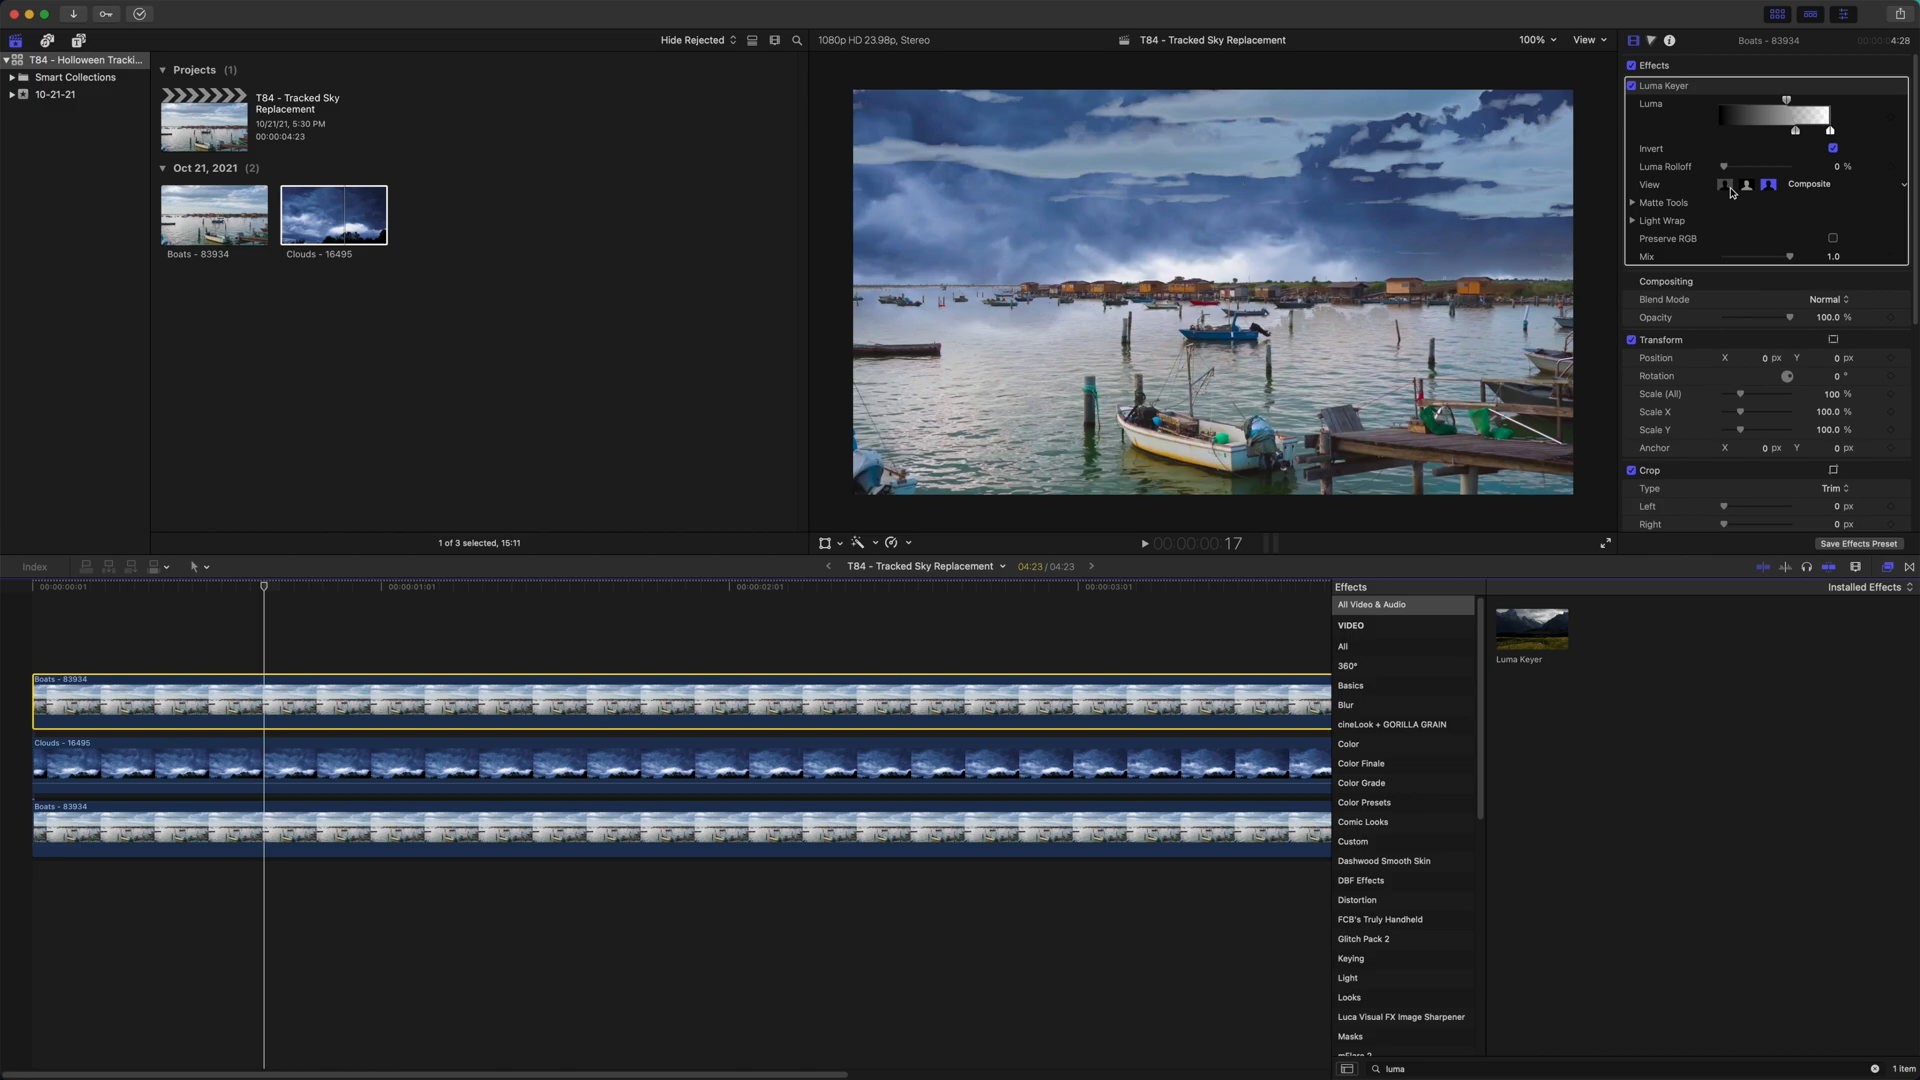 Hide Rejected
1080p HD 23.98p, Stereo
T84 - Tracked Sky Replacement
100%
View
Boats - 83934
00:00:04:28
T84 - Holloween Tracki...
Smart Collections
10-21-21
Projects (1)
T84 - Tracked Sky
Replacement
10/21/21, 5:30 PM
00:00:04:23
Oct 21, 2021 (2)
Boats - 83934
Clouds - 16495
1 of 3 selected, 15:11
00:00:00:17
Effects
Luma Keyer
Luma
Invert
Luma Rolloff
0 %
View
Composite
Matte Tools
Light Wrap
Preserve RGB
Mix
1.0
Compositing
Blend Mode
Normal
Opacity
100.0 %
Transform
Position
X
0 px
Y
0 px
Rotation
0 °
Scale (All)
100 %
Scale X
100.0 %
Scale Y
100.0 %
Anchor
X
0 px
Y
0 px
Crop
Type
Trim
Left
0 px
Right
0 px
Save Effects Preset
Index
T84 - Tracked Sky Replacement
04:23 / 04:23
00:00:00:01
00:00:01:01
00:00:02:01
00:00:03:01
Boats - 83934
Clouds - 16495
Boats - 83934
Effects
Installed Effects
All Video & Audio
VIDEO
All
360°
Basics
Blur
cineLook + GORILLA GRAIN
Color
Color Finale
Color Grade
Color Presets
Comic Looks
Custom
Dashwood Smooth Skin
DBF Effects
Distortion
FCB's Truly Handheld
Glitch Pack 2
Keying
Light
Looks
Luca Visual FX Image Sharpener
Masks
mFlare 2
Luma Keyer
luma
1 item